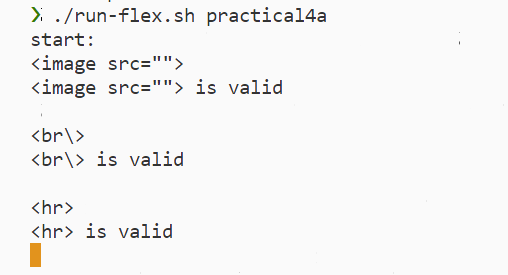 ❯ ./run-flex.sh practical4a
start:
<image src="">
<image src=""> is valid
<br\>
<br\> is valid
<hr>
<hr> is valid